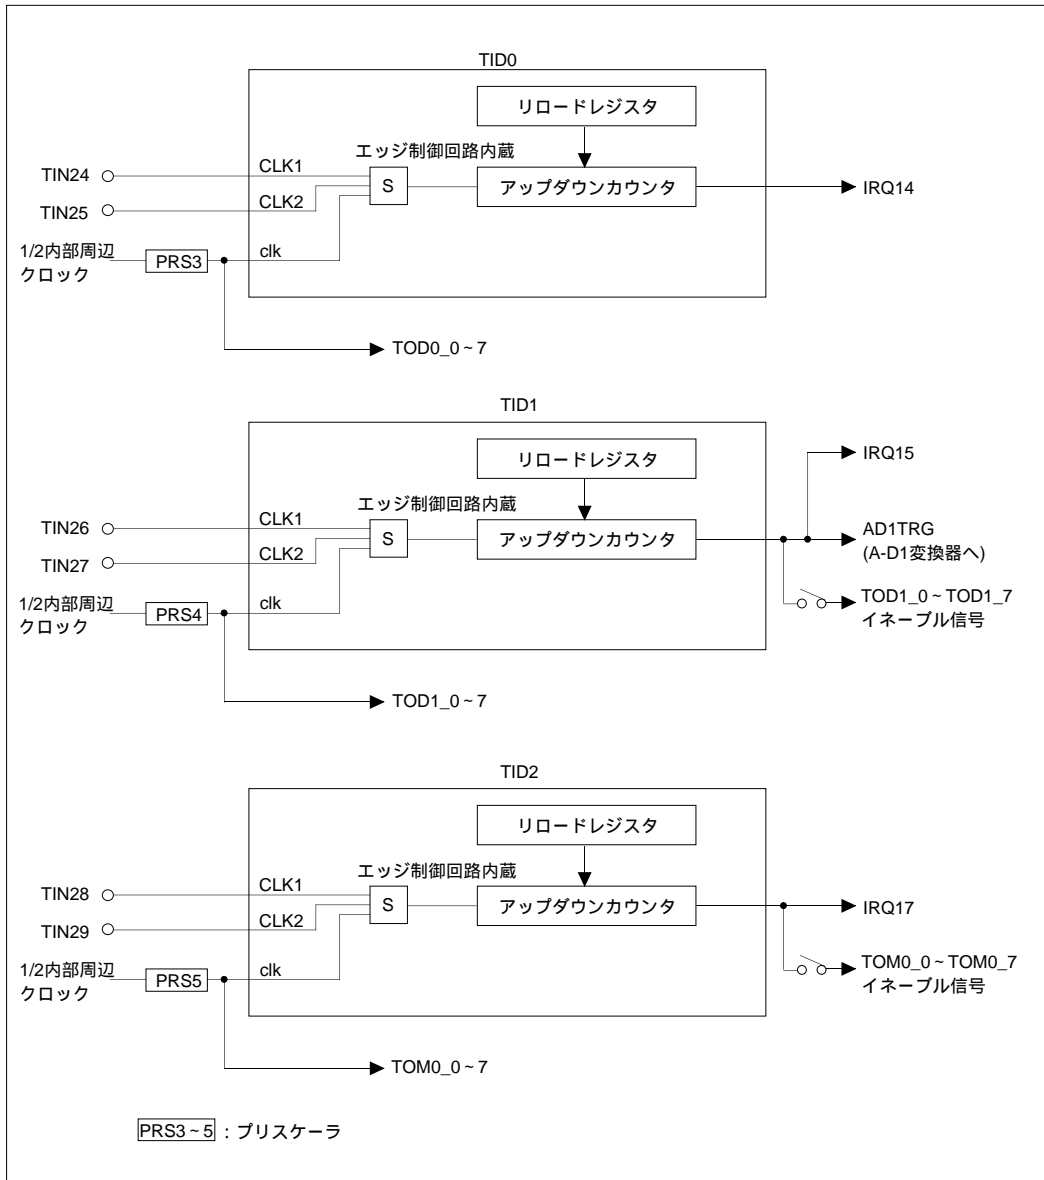 TID0
リロードレジスタ
エッジ制御回路内蔵
TIN24
CLK1
S
アップダウンカウンタ
IRQ14
TIN25
CLK2
1/2内部周辺
クロック
PRS3
clk
TOD0_0~7
TID1
リロードレジスタ
IRQ15
エッジ制御回路内蔵
TIN26
CLK1
S
アップダウンカウンタ
AD1TRG
(A-D1変換器へ)
TIN27
CLK2
1/2内部周辺
クロック
PRS4
clk
TOD1_0~TOD1_7
イネーブル信号
TOD1_0~7
TID2
リロードレジスタ
エッジ制御回路内蔵
TIN28
CLK1
S
アップダウンカウンタ
IRQ17
TIN29
CLK2
1/2内部周辺
クロック
PRS5
clk
TOM0_0~TOM0_7
イネーブル信号
TOM0_0~7
PRS3~5 : プリスケーラ